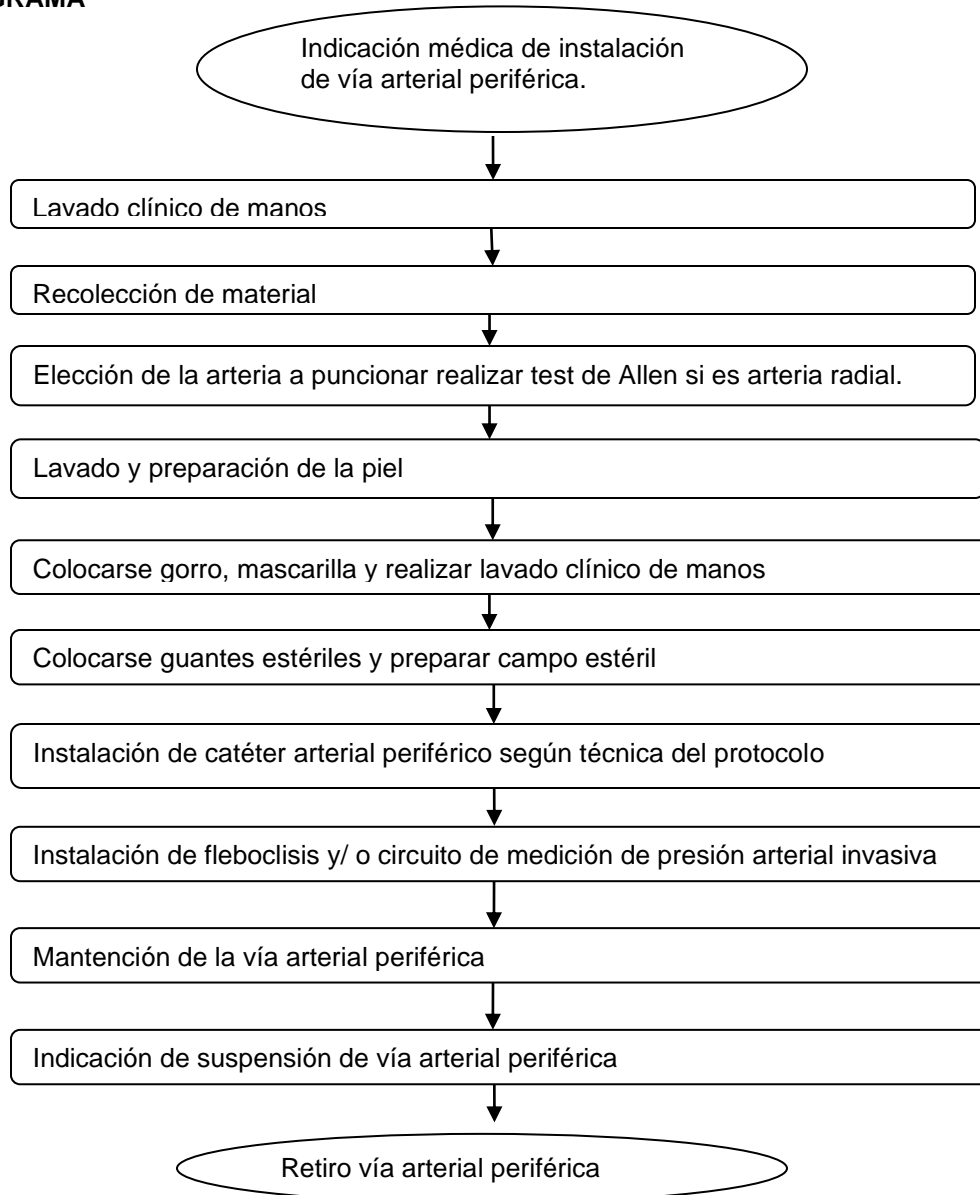 Indicación médica de instalación
de vía arterial periférica.
Lavado clínico de manos
Recolección de material
Elección de la arteria a puncionar realizar test de Allen si es arteria radial.
Lavado y preparación de la piel
Colocarse gorro, mascarilla y realizar lavado clínico de manos
Colocarse guantes estériles y preparar campo estéril
Instalación de catéter arterial periférico según técnica del protocolo
Instalación de fleboclisis y/ o circuito de medición de presión arterial invasiva
Mantención de la vía arterial periférica
Indicación de suspensión de vía arterial periférica
Retiro vía arterial periférica